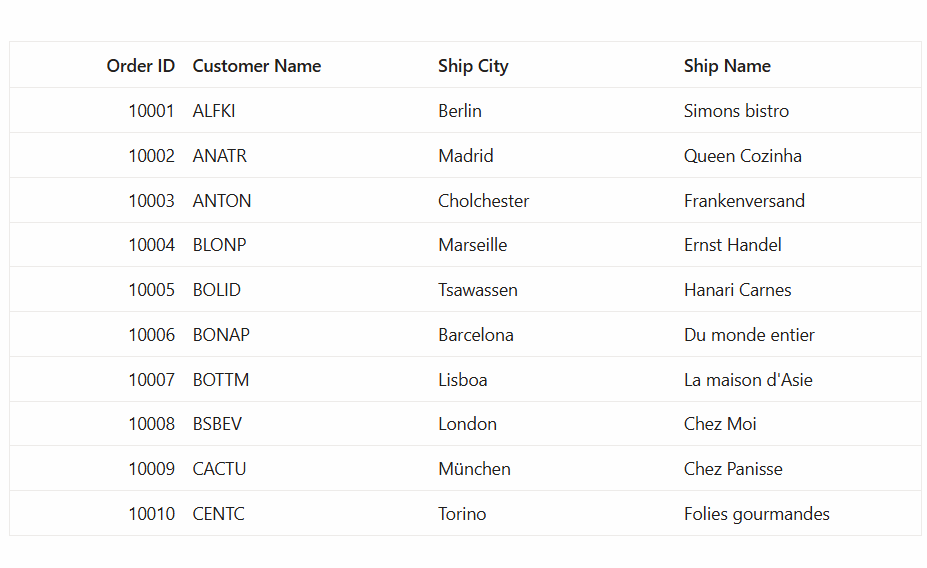 Order ID Customer Name Ship City Ship Name
10001 ALFKI Berlin Simons bistro
10002 ANATR Madrid Queen Cozinha
10003 ANTON Cholchester Frankenversand
10004 BLONP Marseille Ernst Handel
10005 BOLID Tsawassen Hanari Carnes
10006 BONAP Barcelona Du monde entier
10007 BOTTM Lisboa La maison d'Asie
10008 BSBEV London Chez Moi
10009 CACTU München Chez Panisse
10010 CENTC Torino Folies gourmandes